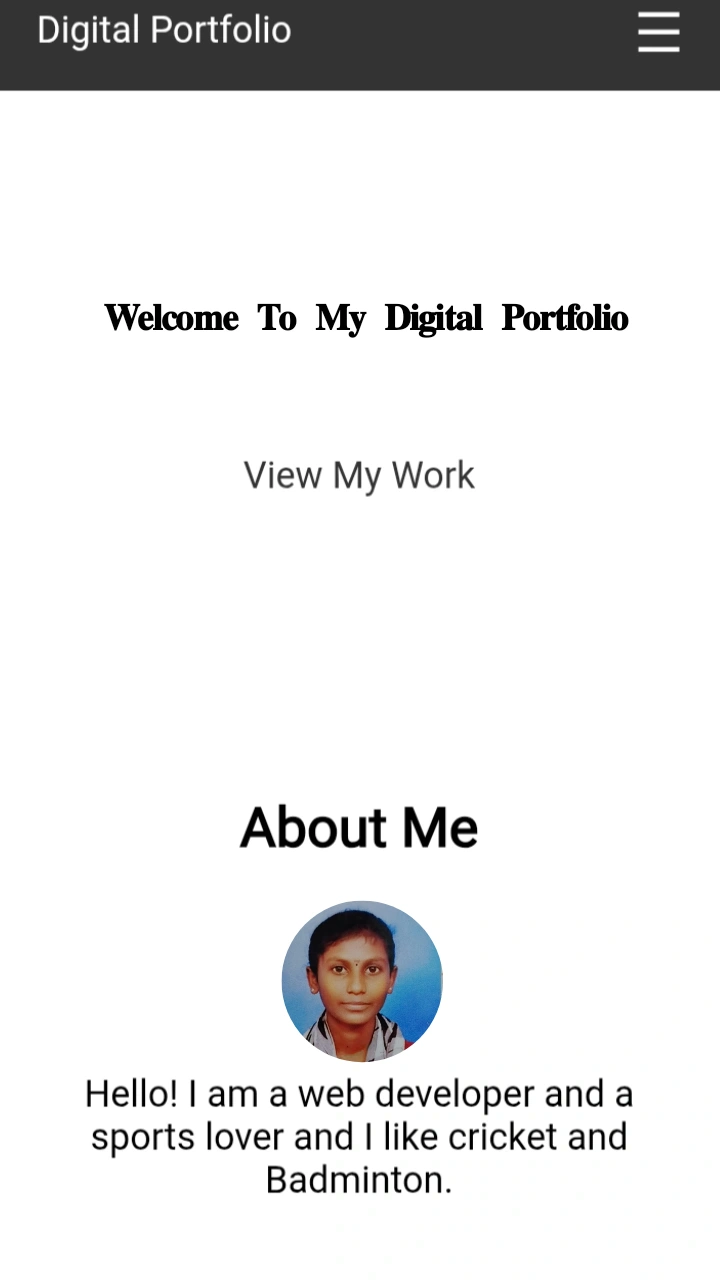 Digital Portfolio
Welcome To My Digital Portfolio
View My Work
About Me
Hello! I am a web developer and a
sports lover and I like cricket and
Badminton.